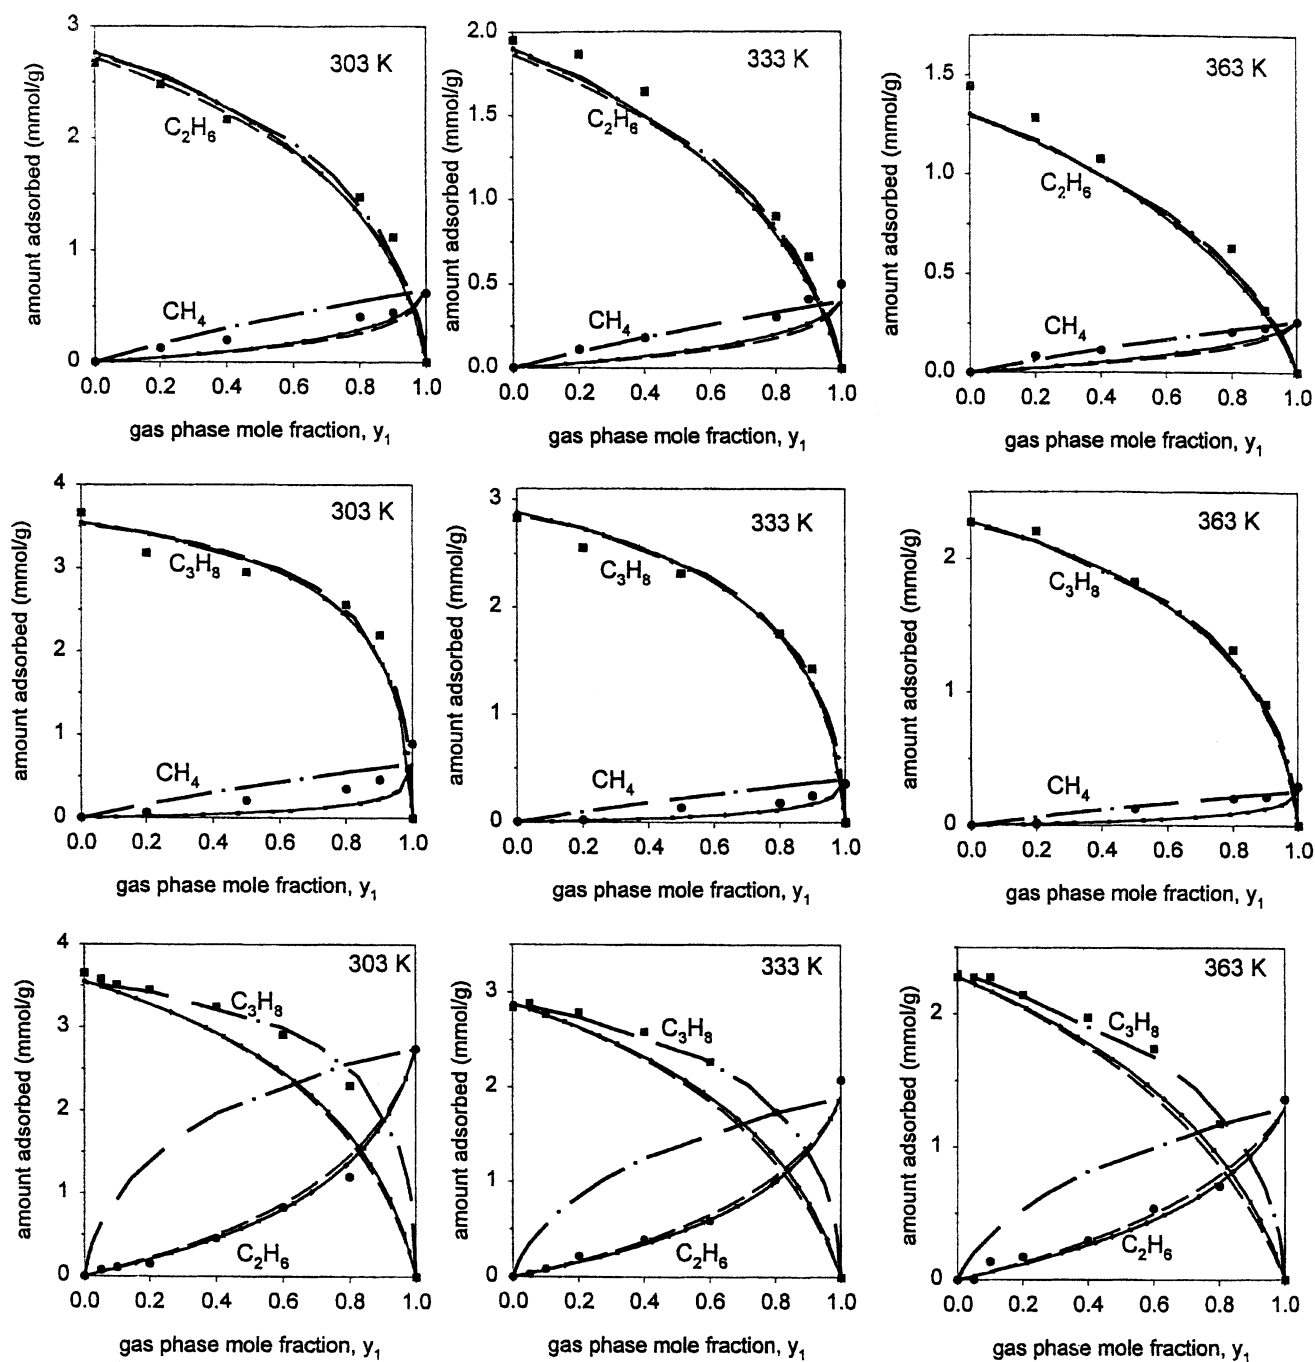 3
2
1
0
amount adsorbed (mmol/g)
303 K
C₂H₆
CH₄
0.0 0.2 0.4 0.6 0.8 1.0
gas phase mole fraction, y₁
2.0
1.5
1.0
0.5
0.0
amount adsorbed (mmol/g)
333 K
C₂H₆
CH₄
0.0 0.2 0.4 0.6 0.8 1.0
gas phase mole fraction, y₁
1.5
1.0
0.5
0.0
amount adsorbed (mmol/g)
363 K
C₂H₆
CH₄
0.0 0.2 0.4 0.6 0.8 1.0
gas phase mole fraction, y₁
4
3
2
1
0
amount adsorbed (mmol/g)
303 K
C₃H₈
CH₄
0.0 0.2 0.4 0.6 0.8 1.0
gas phase mole fraction, y₁
3
2
1
0
amount adsorbed (mmol/g)
333 K
C₃H₈
CH₄
0.0 0.2 0.4 0.6 0.8 1.0
gas phase mole fraction, y₁
2
1
0
amount adsorbed (mmol/g)
363 K
C₃H₈
CH₄
0.0 0.2 0.4 0.6 0.8 1.0
gas phase mole fraction, y₁
4
3
2
1
0
amount adsorbed (mmol/g)
303 K
C₃H₈
C₂H₆
0.0 0.2 0.4 0.6 0.8 1.0
gas phase mole fraction, y₁
3
2
1
0
amount adsorbed (mmol/g)
333 K
C₃H₈
C₂H₆
0.0 0.2 0.4 0.6 0.8 1.0
gas phase mole fraction, y₁
2
1
0
amount adsorbed (mmol/g)
363 K
C₃H₈
C₂H₆
0.0 0.2 0.4 0.6 0.8 1.0
gas phase mole fraction, y₁